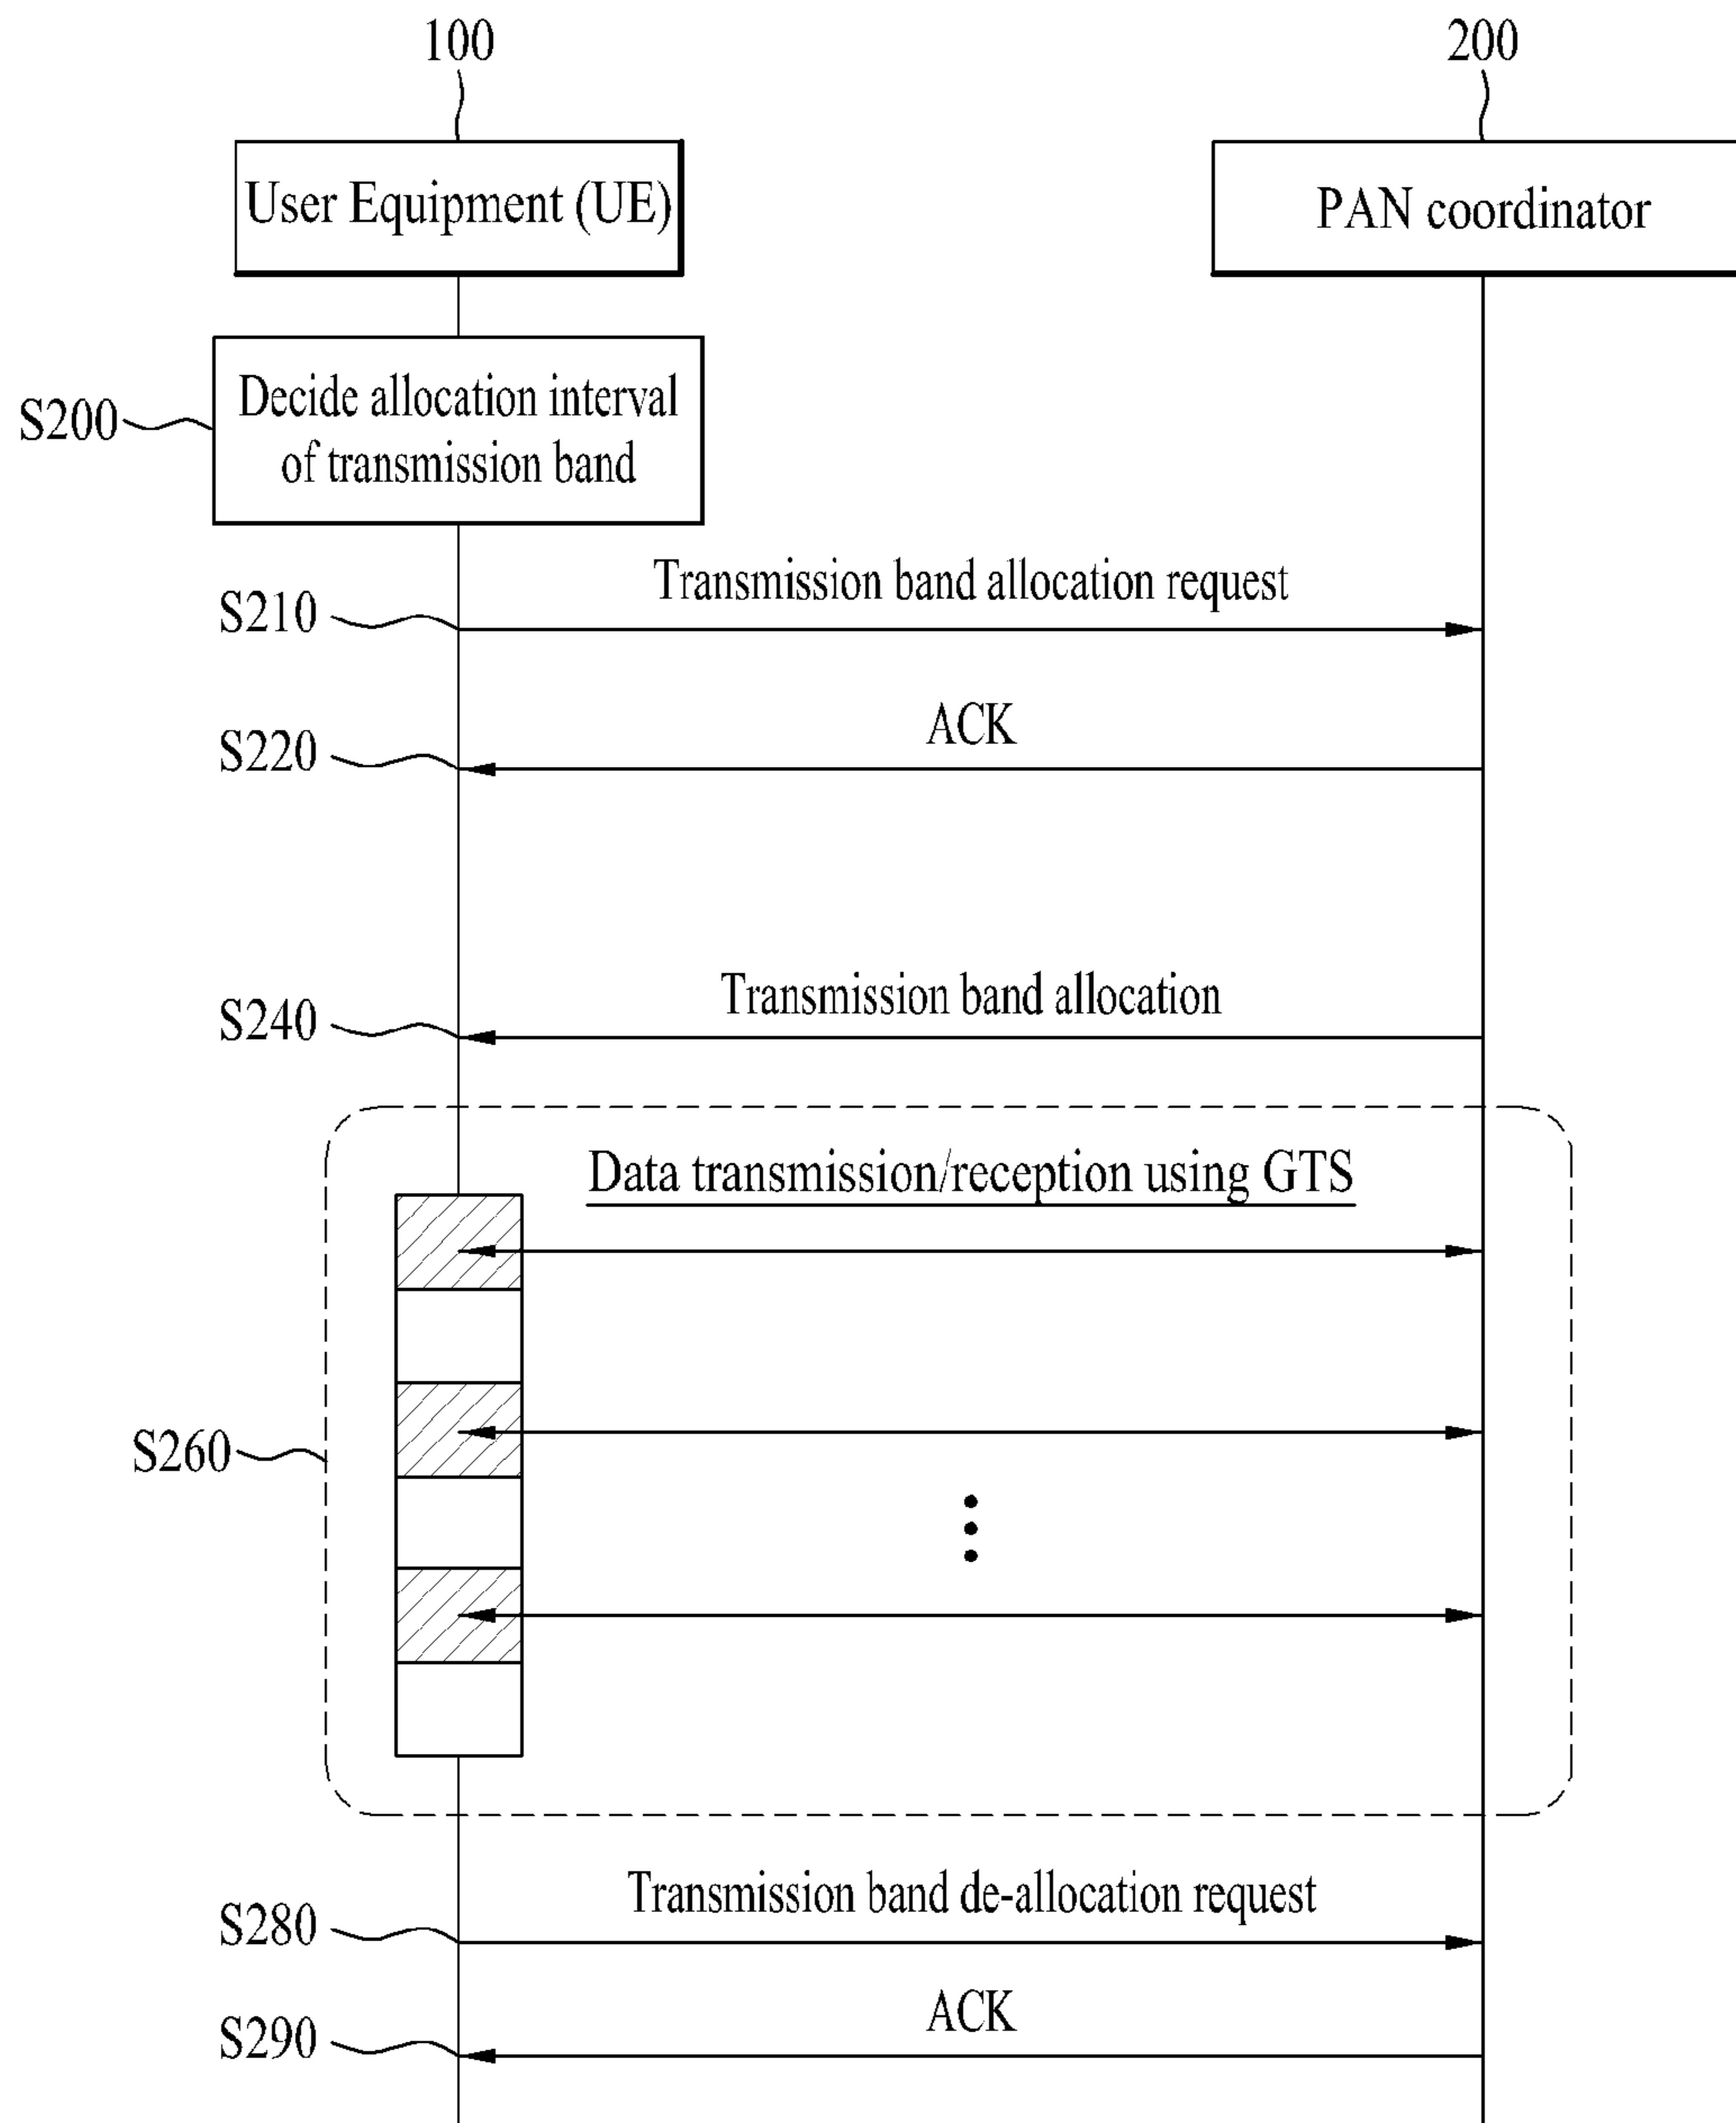 100
200
User Equipment (UE)
PAN coordinator
S200
Decide allocation interval
of transmission band
Transmission band allocation request
S210
ACK
S220
Transmission band allocation
S240
Data transmission/reception using GTS
S260
Transmission band de-allocation request
S280
ACK
S290